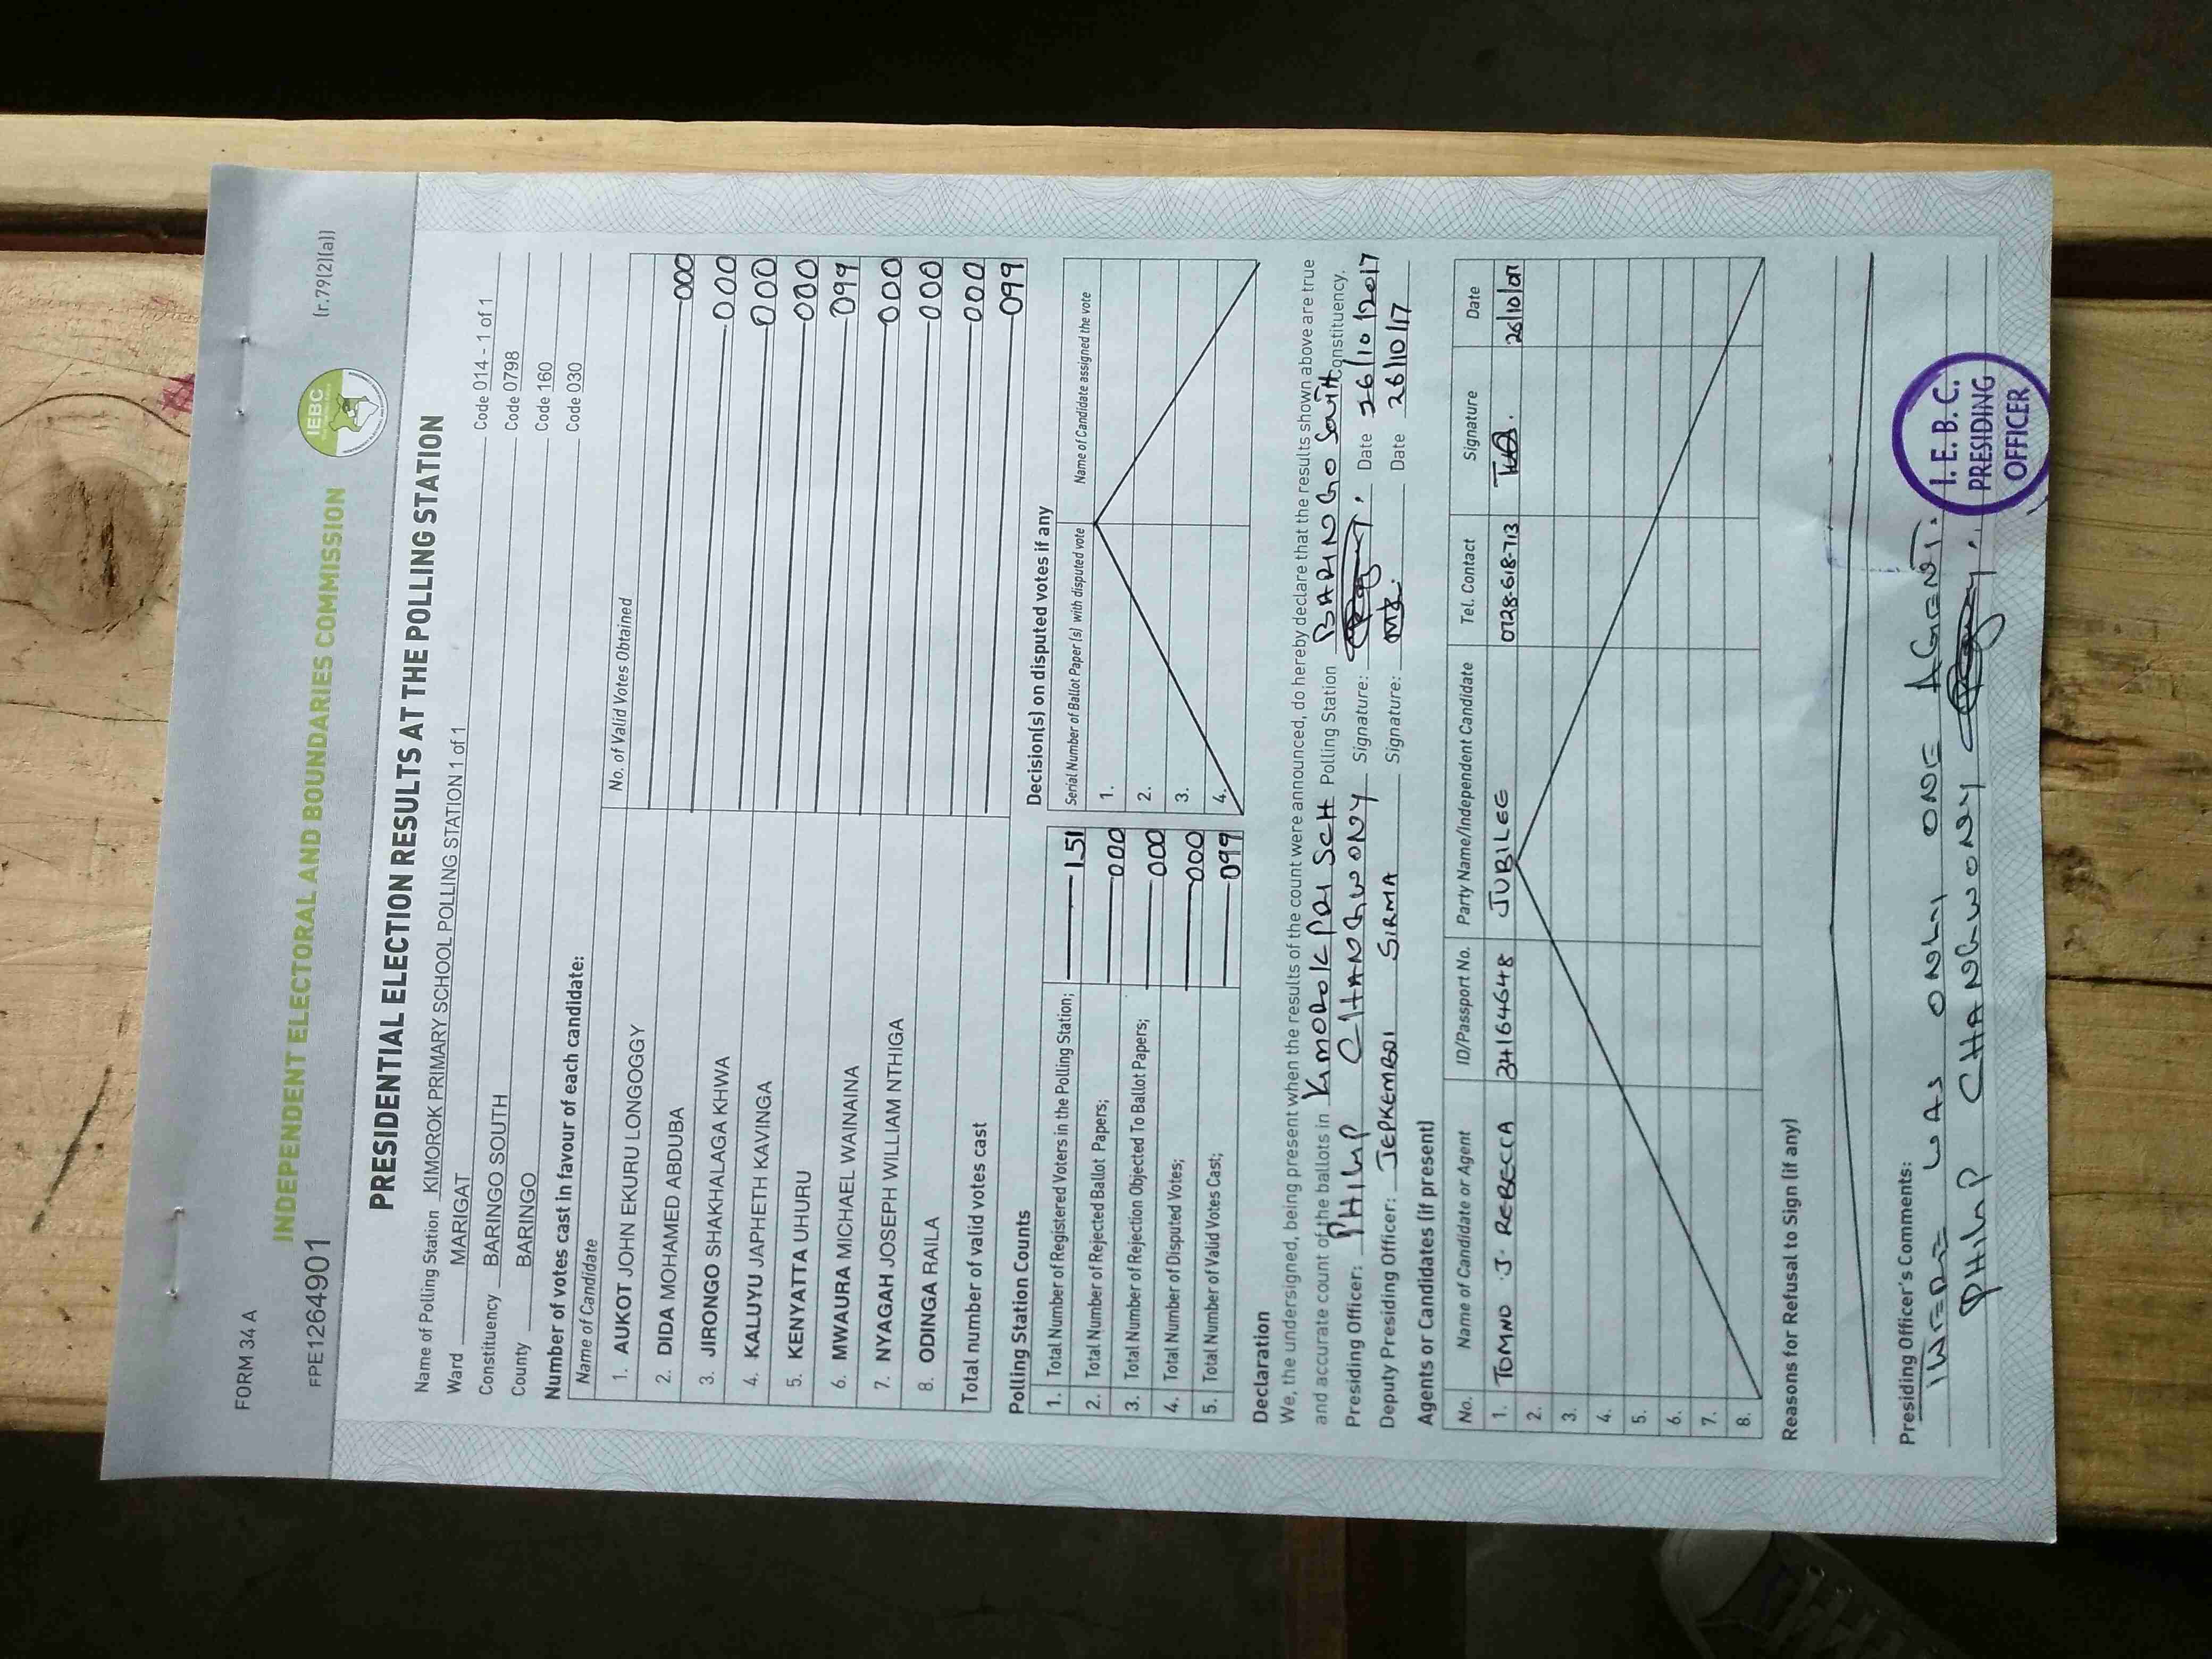 FORM 34 A
FPE1264901
INDEPENDENT ELECTORAL AND BOUNDARIES COMMISSION
IEBC
(r.79(2)(a))
PRESIDENTIAL ELECTION RESULTS AT THE POLLING STATION
Name of Polling Station KIMOROK PRIMARY SCHOOL POLLING STATION 1 of 1 Code 014 - 1 of 1
Ward MARIGAT Code 0798
Constituency BARINGO SOUTH Code 160
County BARINGO Code 030
Number of votes cast in favour of each candidate:
Name of Candidate No. of Valid Votes Obtained
1. AUKOT JOHN EKURU LONGOGGY 000
2. DIDA MOHAMED ABDUBA 000
3. JIRONGO SHAKHALAGA KHWA 000
4. KALUYU JAPHETH KAVINGA 000
5. KENYATTA UHURU 099
6. MWAURA MICHAEL WAINAINA 000
7. NYAGAH JOSEPH WILLIAM NTHIGA 000
8. ODINGA RAILA 000
Total number of valid votes cast 099
Polling Station Counts
1. Total Number of Registered Voters in the Polling Station; 151
2. Total Number of Rejected Ballot Papers; 000
3. Total Number of Rejection Objected To Ballot Papers; 000
4. Total Number of Disputed Votes; 000
5. Total Number of Valid Votes Cast; 099
Decision(s) on disputed votes if any
Serial Number of Ballot Paper (s) with disputed vote Name of Candidate assigned the vote
1.
2.
3.
4.
Declaration
We, the undersigned, being present when the results of the count were announced, do hereby declare that the results shown above are true
and accurate count of the ballots in KIMOROK PRI SCH Polling Station BARINGO South Constituency.
Presiding Officer: PHILIP CHANGWONY Signature: Date 26/10/2017
Deputy Presiding Officer: JEPKEMBOI SIRMA Signature: Date 26/10/17
Agents or Candidates (if present)
No. Name of Candidate or Agent ID/Passport No. Party Name/Independent Candidate Tel. Contact Signature Date
1. TOMNO J. REBECCA 34164648 JUBILEE 0728-618-713 26/10/017
2.
3.
4.
5.
6.
7.
8.
Reasons for Refusal to Sign (if any)
Presiding Officer's Comments:
THERE WAS ONLY ONE AGENT.
PHILIP CHANGWONY
I. E. B. C.
PRESIDING
OFFICER